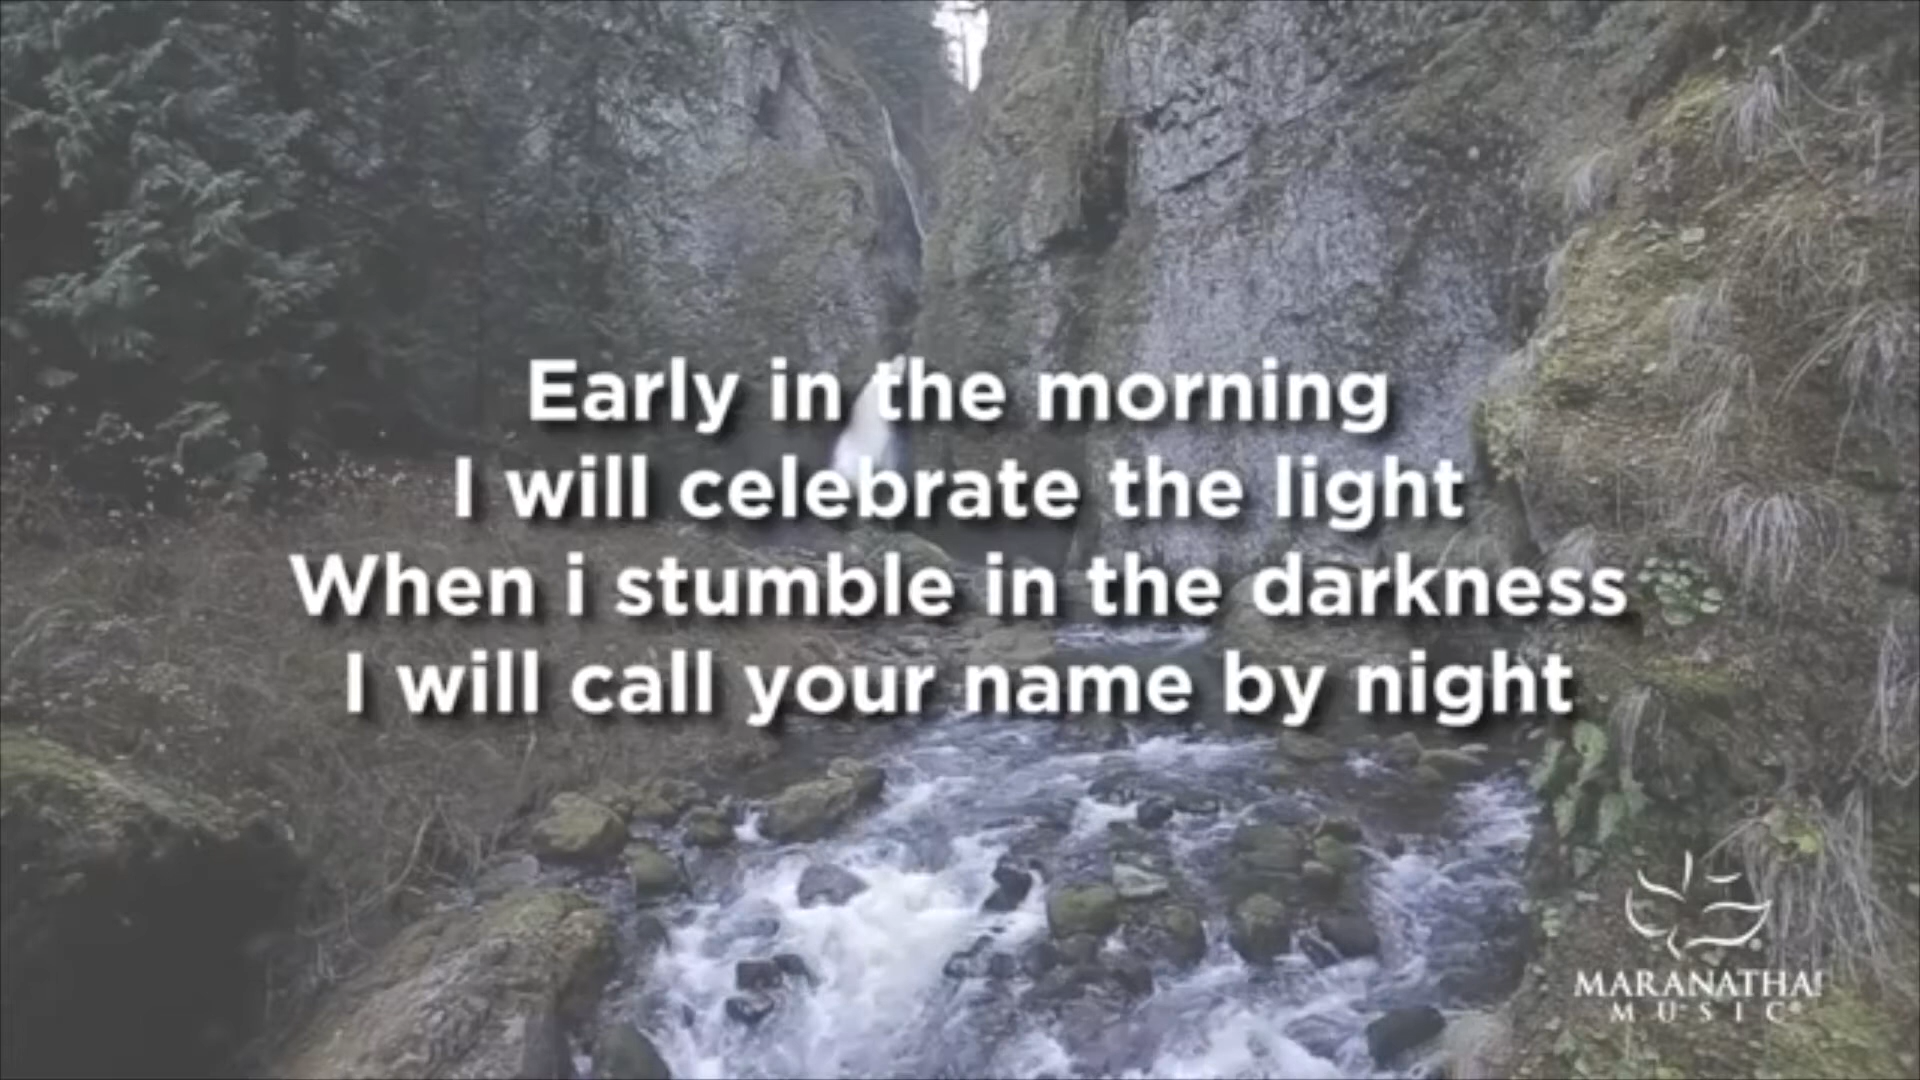 Early in the morning
I will celebrate the light
When i stumble in the darkness
I will call your name by night
MARANATHA!
MUSIC®